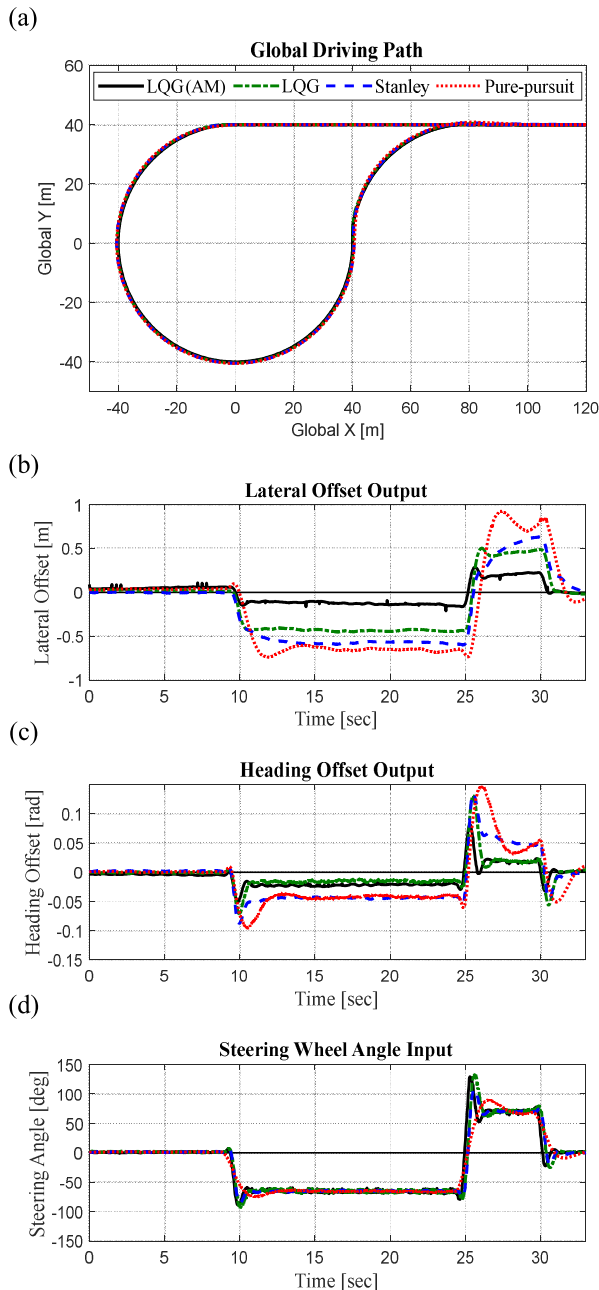 (a)
Global Driving Path
LQG(AM) LQG Stanley Pure-pursuit
60
40
20
0
-20
-40
Global Y [m]
-40 -20 0 20 40 60 80 100 120
Global X [m]
(b)
Lateral Offset Output
1
0.5
0
-0.5
-1
Lateral Offset [m]
0 5 10 15 20 25 30
Time [sec]
(c)
Heading Offset Output
0.1
0.05
0
-0.05
-0.1
-0.15
Heading Offset [rad]
0 5 10 15 20 25 30
Time [sec]
(d)
Steering Wheel Angle Input
150
100
50
0
-50
-100
-150
Steering Angle [deg]
0 5 10 15 20 25 30
Time [sec]